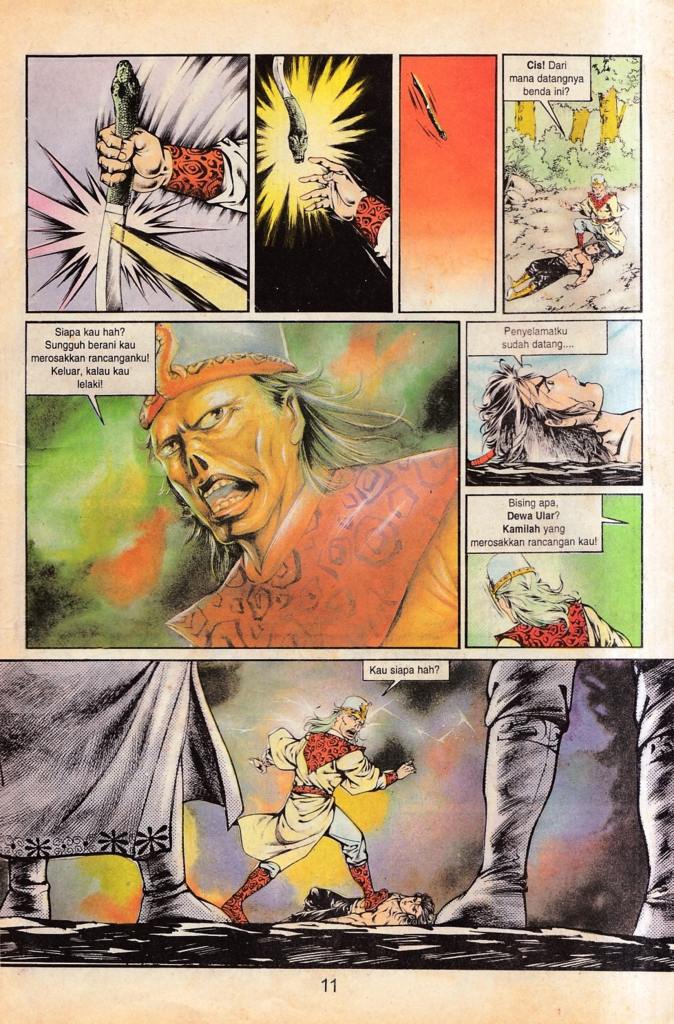 Cis! Dari
mana datangnya
benda ini?
Siapa kau hah?
Sungguh berani kau
merosakkan rancanganku!
Keluar, kalau kau
lelaki!
Penyelamatku
sudah datang....
Bising apa,
Dewa Ular?
Kamilah yang
merosakkan rancangan kau!
Kau siapa hah?
11